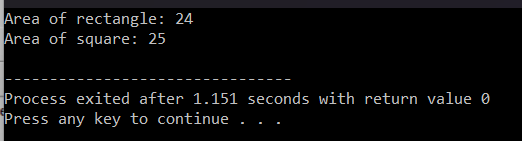 Area of rectangle: 24
Area of square: 25
--------------------------------
Process exited after 1.151 seconds with return value 0
Press any key to continue . . .